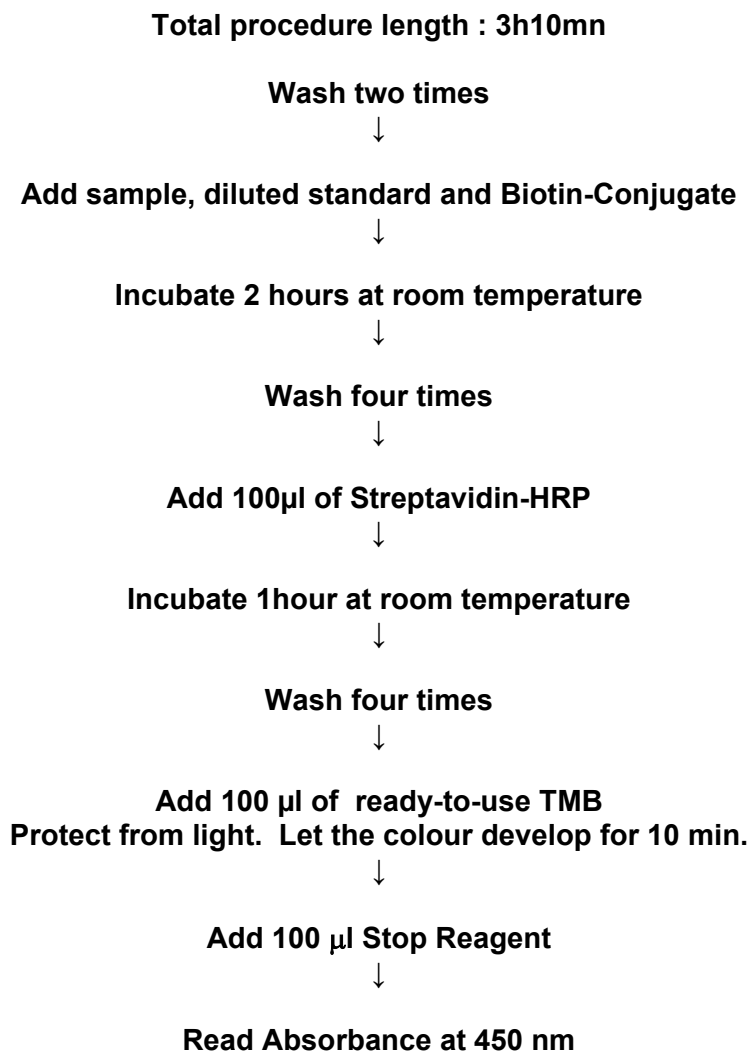 Total procedure length : 3h10mn
Wash two times
↓
Add sample, diluted standard and Biotin-Conjugate
↓
Incubate 2 hours at room temperature
↓
Wash four times
↓
Add 100µl of Streptavidin-HRP
↓
Incubate 1hour at room temperature
↓
Wash four times
↓
Add 100 µl of  ready-to-use TMB
Protect from light.  Let the colour develop for 10 min.
↓
Add 100 μl Stop Reagent
↓
Read Absorbance at 450 nm